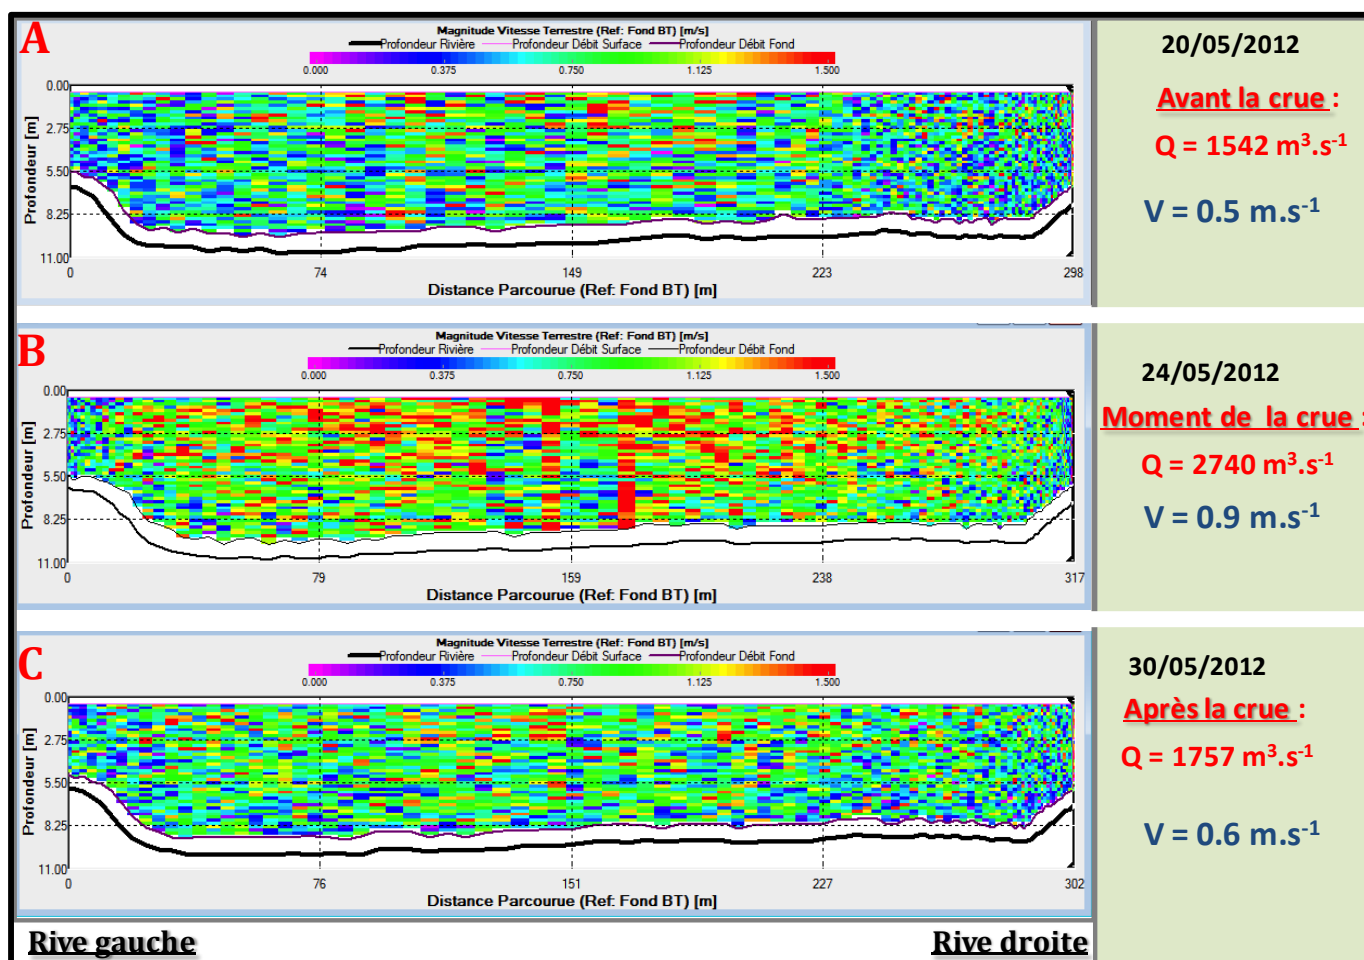 A
Magnitude Vitesse Terrestre (Ref: Fond BT) [m/s]
Profondeur Rivière Profondeur Débit Surface Profondeur Débit Fond
0.000 0.375 0.750 1.125 1.500
Profondeur [m]
0.00
2.75
5.50
8.25
11.00
0 74 149 223 298
Distance Parcourue (Ref: Fond BT) [m]
20/05/2012
Avant la crue :
Q = 1542 m³.s⁻¹
V = 0.5 m.s⁻¹
B
Magnitude Vitesse Terrestre (Ref: Fond BT) [m/s]
Profondeur Rivière Profondeur Débit Surface Profondeur Débit Fond
0.000 0.375 0.750 1.125 1.500
Profondeur [m]
0.00
2.75
5.50
8.25
11.00
0 79 159 238 317
Distance Parcourue (Ref: Fond BT) [m]
24/05/2012
Moment de la crue :
Q = 2740 m³.s⁻¹
V = 0.9 m.s⁻¹
C
Magnitude Vitesse Terrestre (Ref: Fond BT) [m/s]
Profondeur Rivière Profondeur Débit Surface Profondeur Débit Fond
0.000 0.375 0.750 1.125 1.500
Profondeur [m]
0.00
2.75
5.50
8.25
11.00
0 76 151 227 302
Distance Parcourue (Ref: Fond BT) [m]
30/05/2012
Après la crue :
Q = 1757 m³.s⁻¹
V = 0.6 m.s⁻¹
Rive gauche
Rive droite